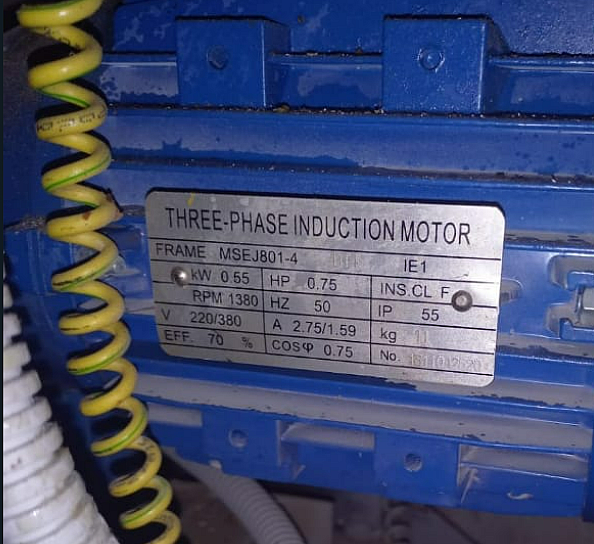 THREE-PHASE INDUCTION MOTOR
FRAME MSEJ801-4 IE1
kW 0.55 HP 0.75 INS.CL F
RPM 1380 HZ 50 IP 55
V 220/380 A 2.75/1.59 kg 11
EFF. 70 % COSφ 0.75 No.